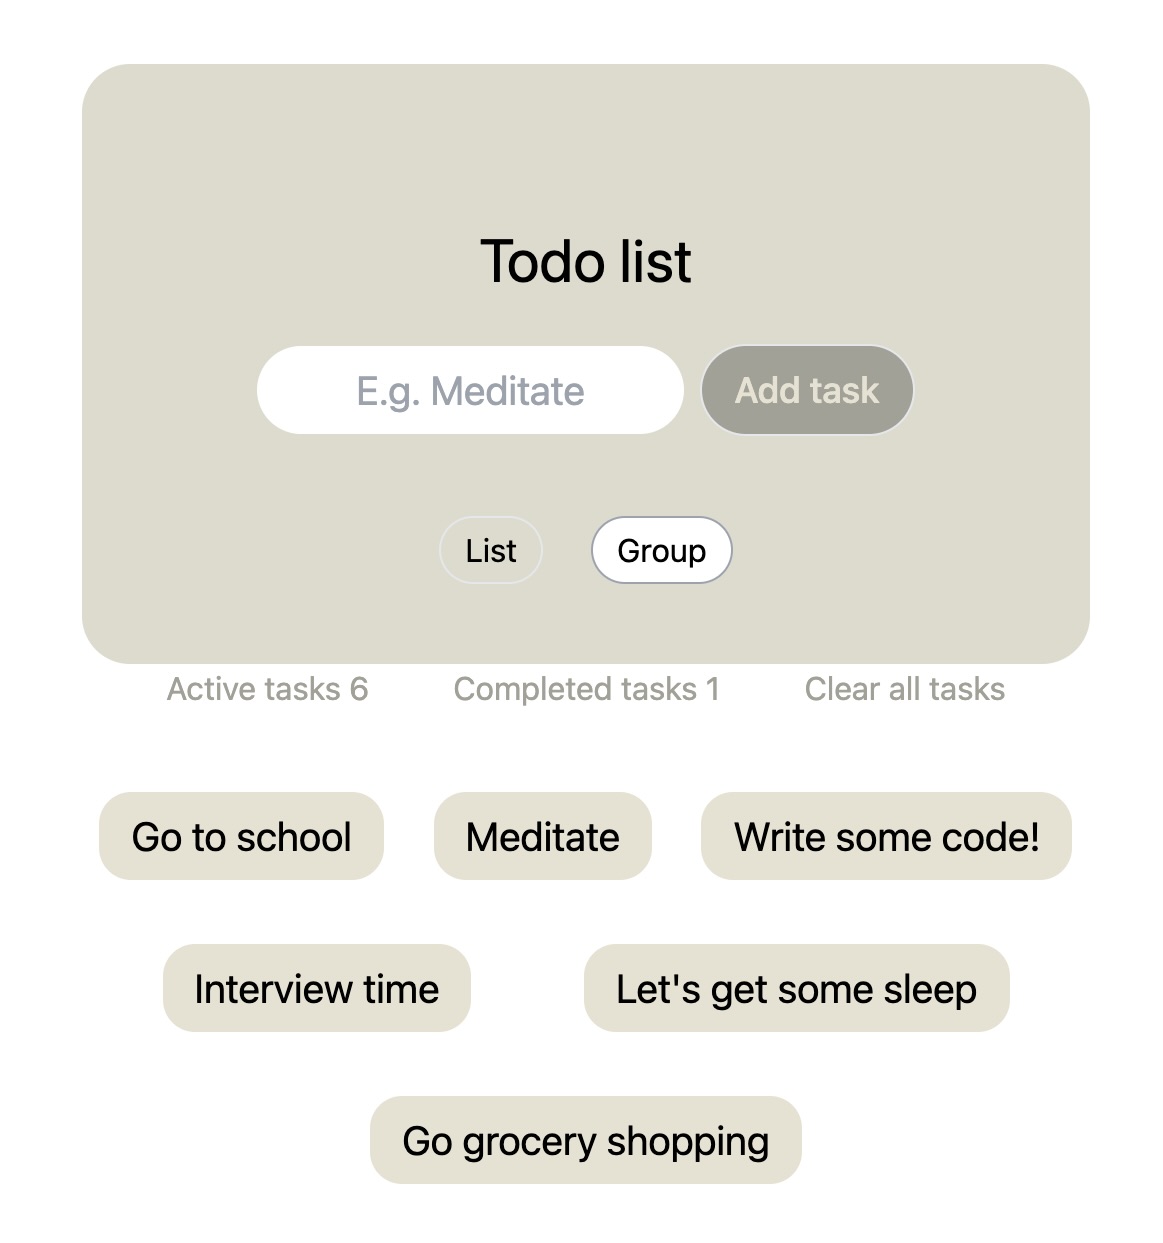 Todo list
E.g. Meditate Add task
List Group
Active tasks 6 Completed tasks 1 Clear all tasks
Go to school Meditate Write some code!
Interview time Let's get some sleep
Go grocery shopping